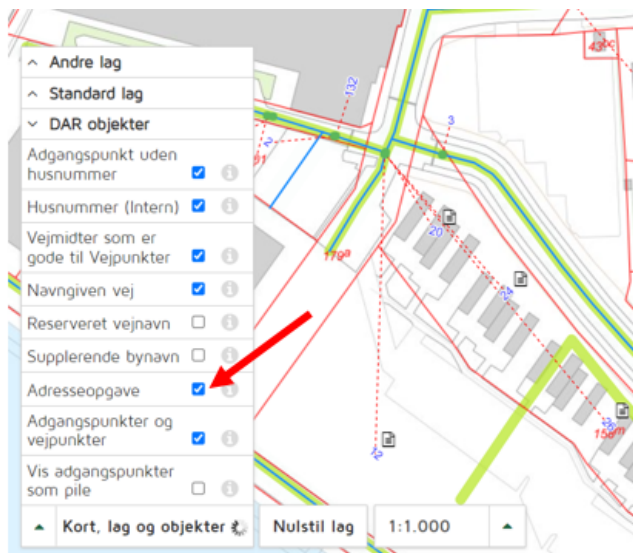 Andre lag
Standard lag
DAR objekter
Adgangspunkt uden
husnummer
Husnummer (Intern)
Vejmidter som er
gode til Vejpunkter
Navngiven vej
Reserveret vejnavn
Supplerende bynavn
Adresseopgave
Adgangspunkter og
vejpunkter
Vis adgangspunkter
som pile
Kort, lag og objekter
Nulstil lag
1:1.000
132
2
3
20
24
26
12
179ª
158m